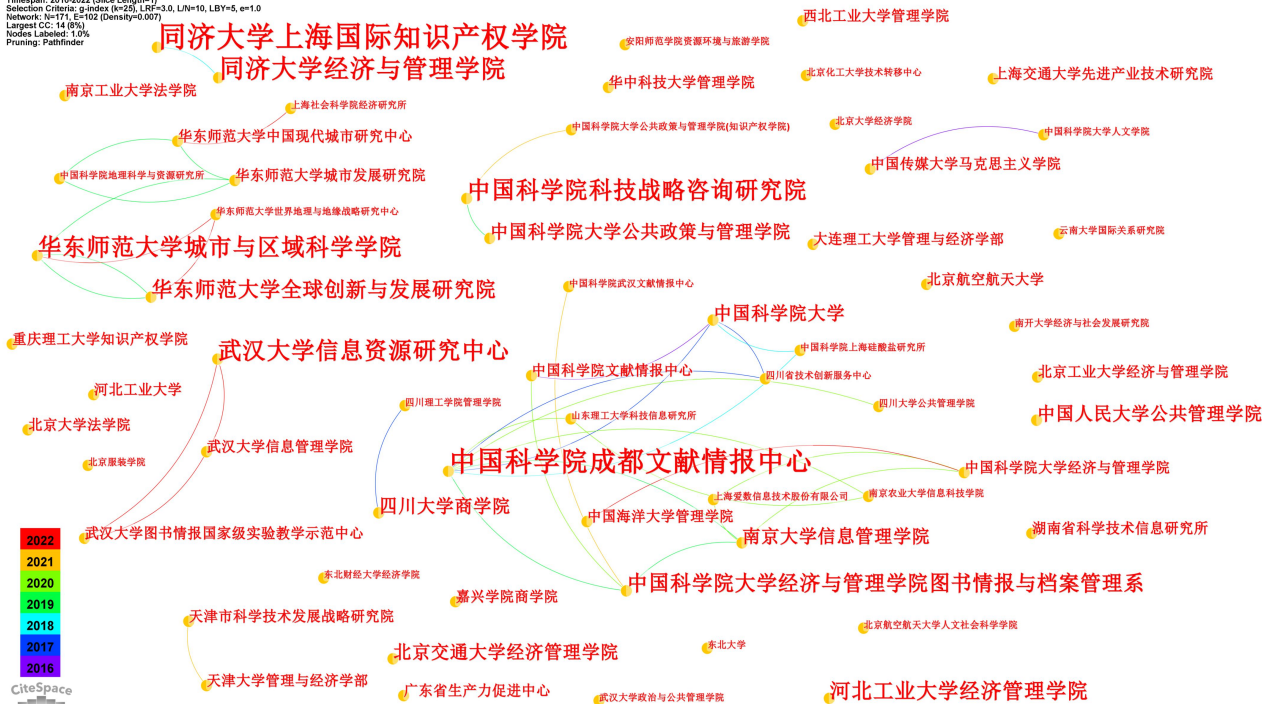 Timespan: 2016-2022 (Slice Length=1)
Selection Criteria: g-index (k=25), LRF=3.0, L/N=10, LBY=5, e=1.0
Network: N=171, E=102 (Density=0.007)
Largest CC: 14 (8%)
Nodes Labeled: 1.0%
Pruning: Pathfinder
同济大学上海国际知识产权学院
同济大学经济与管理学院
西北工业大学管理学院
安阳师范学院资源环境与旅游学院
南京工业大学法学院
华中科技大学管理学院
北京化工大学技术转移中心
上海交通大学先进产业技术研究院
上海社会科学院经济研究所
华东师范大学中国现代城市研究中心
中国科学院大学公共政策与管理学院(知识产权学院)
北京大学经济学院
中国科学院大学人文学院
中国传媒大学马克思主义学院
中国科学院地理科学与资源研究所
华东师范大学城市发展研究院
中国科学院科技战略咨询研究院
华东师范大学世界地理与地缘战略研究中心
中国科学院大学公共政策与管理学院
大连理工大学管理与经济学部
云南大学国际关系研究院
华东师范大学城市与区域科学学院
华东师范大学全球创新与发展研究院
中国科学院武汉文献情报中心
北京航空航天大学
中国科学院大学
南开大学经济与社会发展研究院
重庆理工大学知识产权学院
武汉大学信息资源研究中心
中国科学院上海硅酸盐研究所
中国科学院文献情报中心
四川省技术创新服务中心
北京工业大学经济与管理学院
河北工业大学
四川理工学院管理学院
山东理工大学科技信息研究所
四川大学公共管理学院
中国人民大学公共管理学院
北京大学法学院
武汉大学信息管理学院
北京服装学院
中国科学院成都文献情报中心
中国科学院大学经济与管理学院
上海爱数信息技术股份有限公司
南京农业大学信息科技学院
四川大学商学院
中国海洋大学管理学院
武汉大学图书情报国家级实验教学示范中心
南京大学信息管理学院
湖南省科学技术信息研究所
东北财经大学经济学院
中国科学院大学经济与管理学院图书情报与档案管理系
嘉兴学院商学院
天津市科学技术发展战略研究院
北京航空航天大学人文社会科学学院
北京交通大学经济管理学院
东北大学
天津大学管理与经济学部
广东省生产力促进中心
武汉大学政治与公共管理学院
河北工业大学经济管理学院
2022
2021
2020
2019
2018
2017
2016
CiteSpace